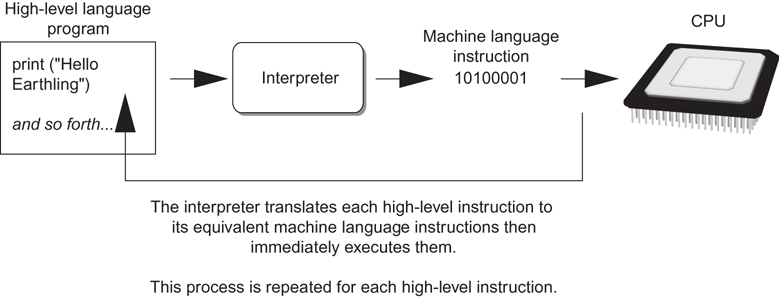 High-level language
program
print ("Hello
Earthling")
and so forth...
Interpreter
Machine language
instruction
10100001
CPU
The interpreter translates each high-level instruction to
its equivalent machine language instructions then
immediately executes them.
This process is repeated for each high-level instruction.